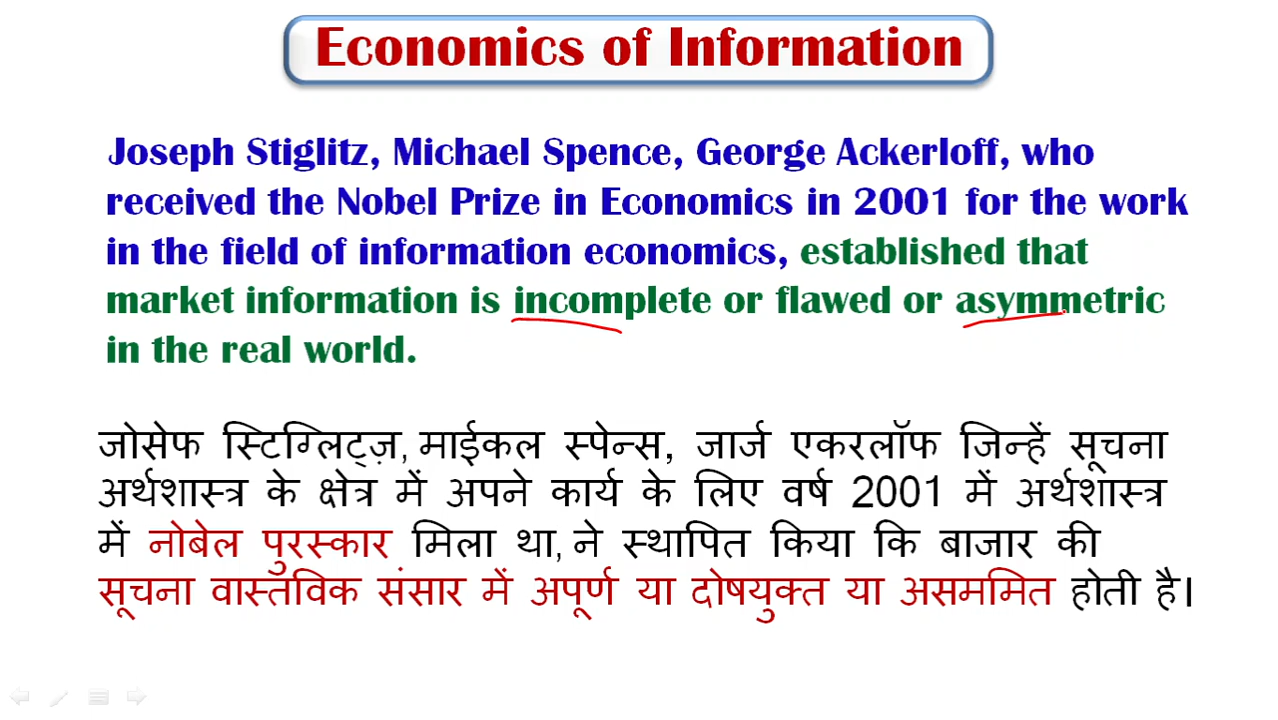 Economics of Information
Joseph Stiglitz, Michael Spence, George Ackerloff, who
received the Nobel Prize in Economics in 2001 for the work
in the field of information economics, established that
market information is incomplete or flawed or asymmetric
in the real world.
जोसेफ स्टिग्लिट्ज़, माईकल स्पेन्स, जार्ज एकरलॉफ जिन्हें सूचना
अर्थशास्त्र के क्षेत्र में अपने कार्य के लिए वर्ष 2001 में अर्थशास्त्र
में नोबेल पुरस्कार मिला था, ने स्थापित किया कि बाजार की
सूचना वास्तविक संसार में अपूर्ण या दोषयुक्त या असममित होती है।